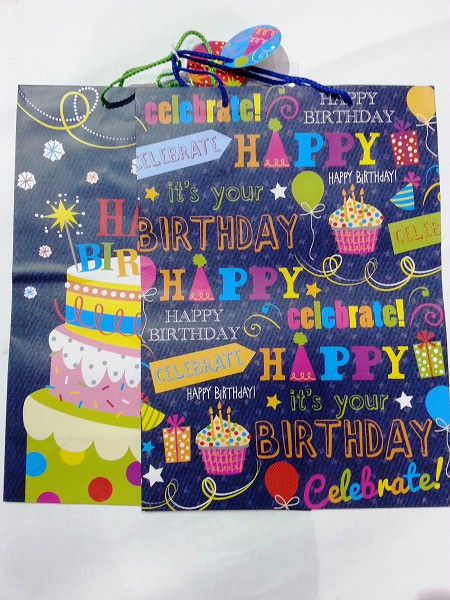 celebrate!
HAPPY
BIRTHDAY
CELEBRATE
HAPPY
HAPPY BIRTHDAY!
it's your
BIRTHDAY
CELEB
HA
BIR
HAPPY
HAPPY
BIRTHDAY
celebrate!
CELEBRATE
HAPPY
HAPPY BIRTHDAY!
it's your
BIRTHDAY
Celebrate!